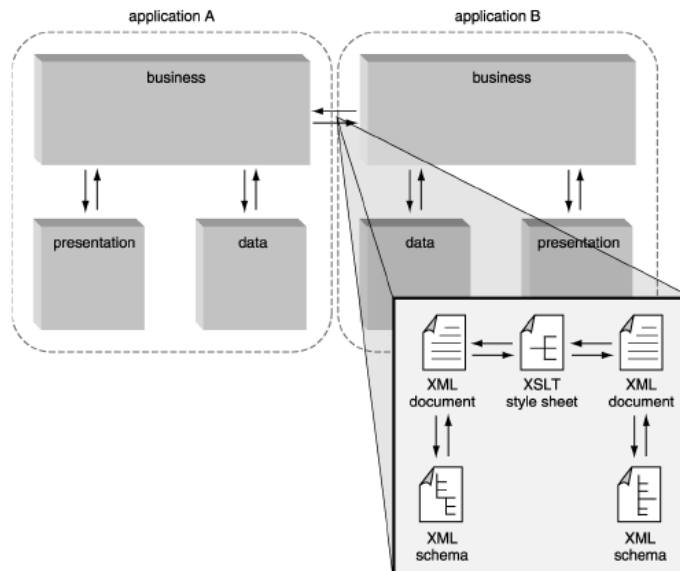 application A
application B
business
business
presentation
data
data
presentation
XML
document
XSLT
style sheet
XML
document
XML
schema
XML
schema